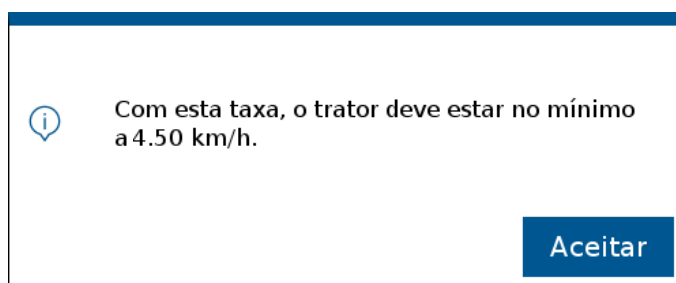 Com esta taxa, o trator deve estar no mínimo
a 4.50 km/h.
Aceitar